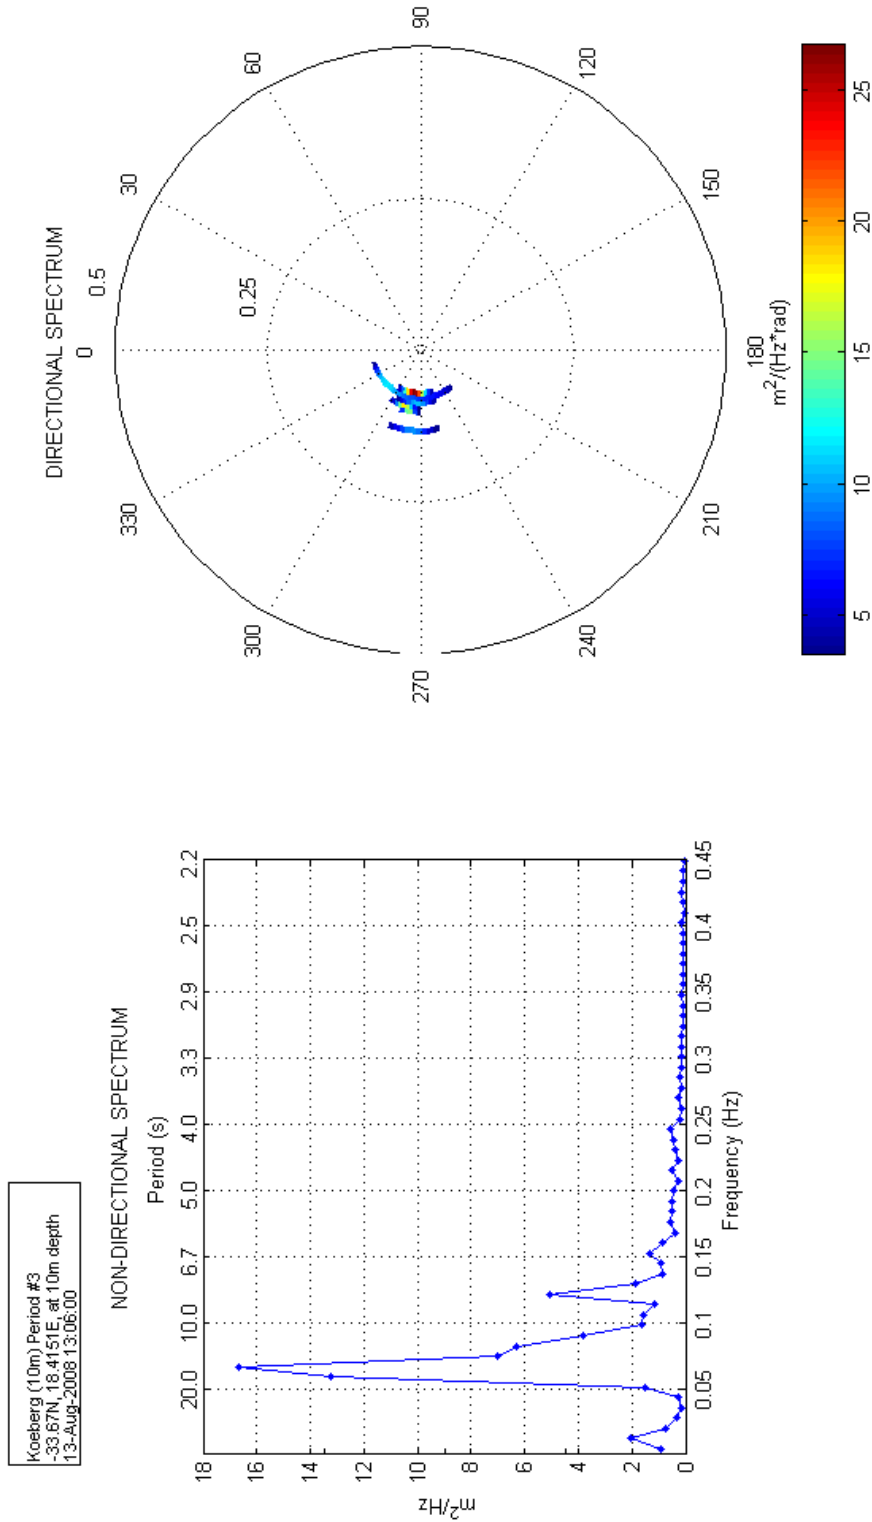 Koeberg (10m) Period #3
-33.67N, 18.4151E, at 10m depth
13-Aug-2008 13:06:00
NON-DIRECTIONAL SPECTRUM
Period (s)
20.0 10.0 6.7 5.0 4.0 3.3 2.9 2.5 2.2
18
16
14
12
10
8
6
4
2
0
m²/Hz
0.05 0.1 0.15 0.2 0.25 0.3 0.35 0.4 0.45
Frequency (Hz)
DIRECTIONAL SPECTRUM
0
0.5
30
0.25
60
90
120
150
180
210
240
270
300
330
m²/(Hz*rad)
5 10 15 20 25